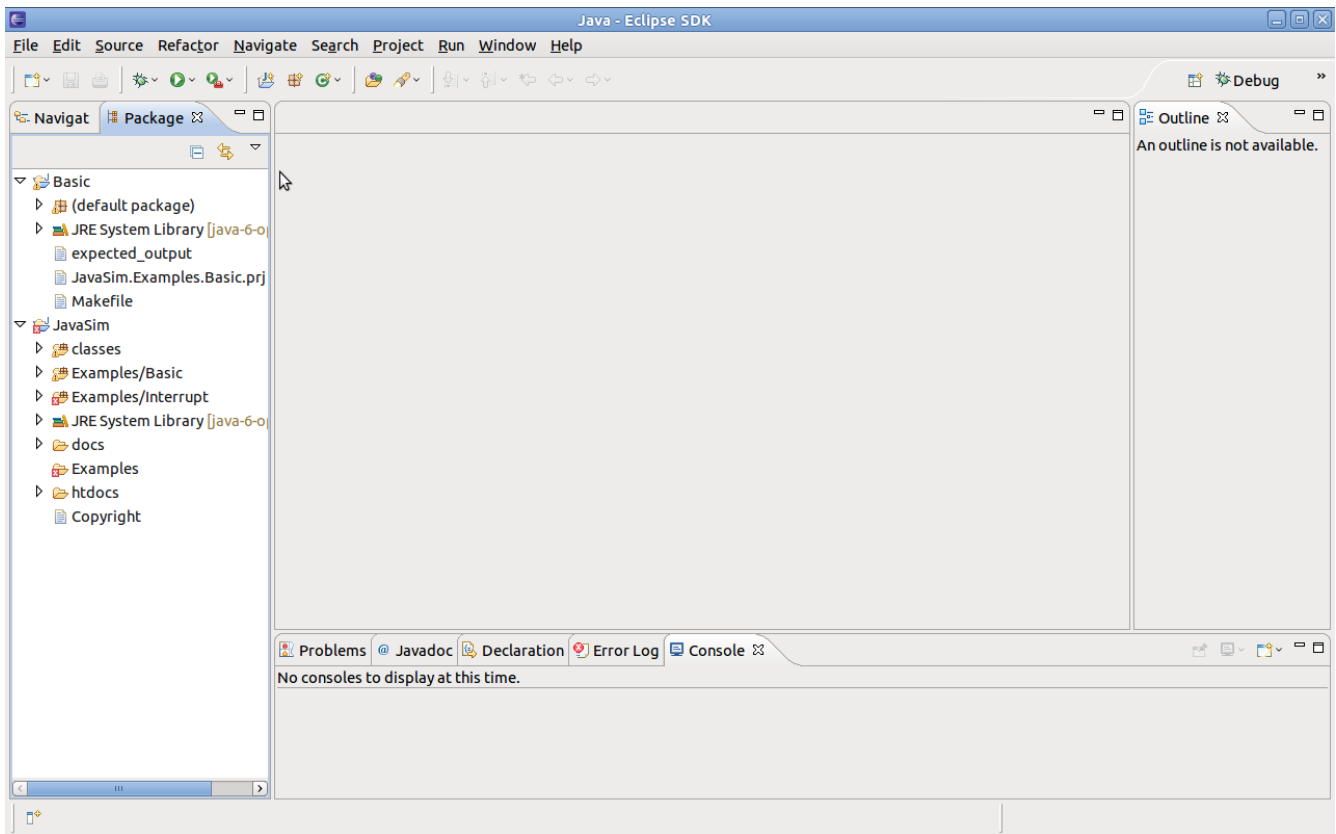 Java - Eclipse SDK
File Edit Source Refactor Navigate Search Project Run Window Help
Debug »
Navigat Package
Outline
An outline is not available.
Basic
(default package)
JRE System Library [java-6-o
expected_output
JavaSim.Examples.Basic.prj
Makefile
JavaSim
classes
Examples/Basic
Examples/Interrupt
JRE System Library [java-6-o
docs
Examples
htdocs
Copyright
Problems @ Javadoc Declaration Error Log Console
No consoles to display at this time.